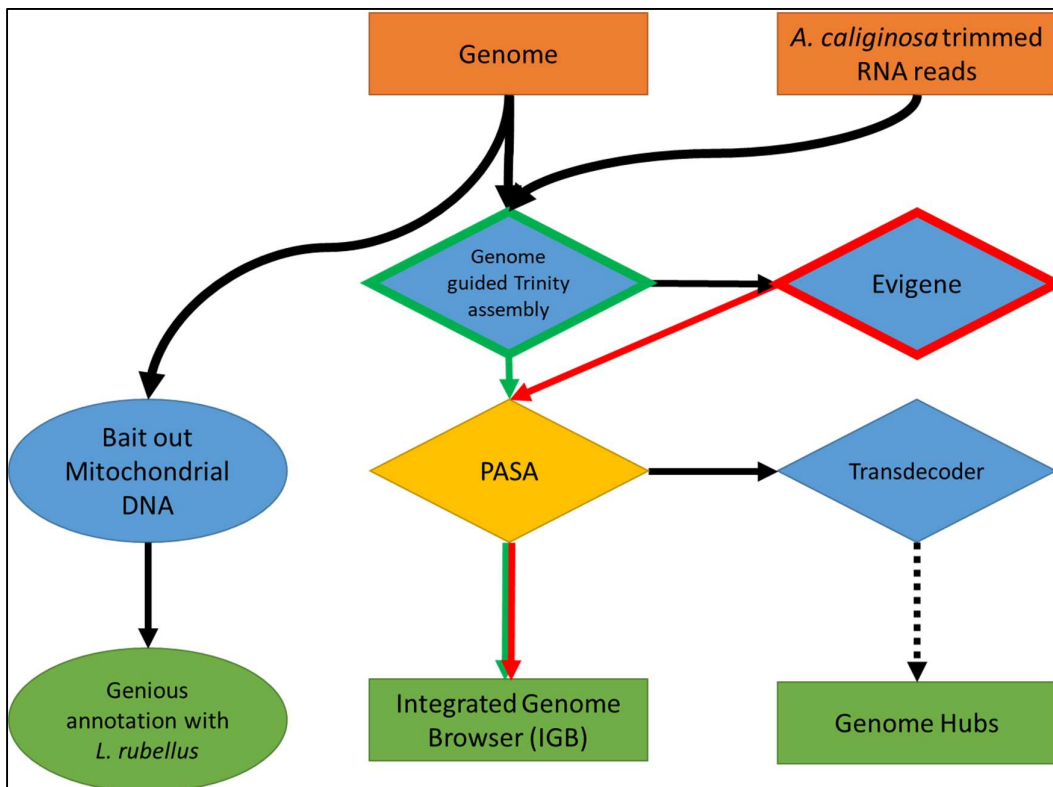 Genome
A. caliginosa trimmed
RNA reads
Genome
guided Trinity
assembly
Evigene
Bait out
Mitochondrial
DNA
PASA
Transdecoder
Genious
annotation with
L. rubellus
Integrated Genome
Browser (IGB)
Genome Hubs